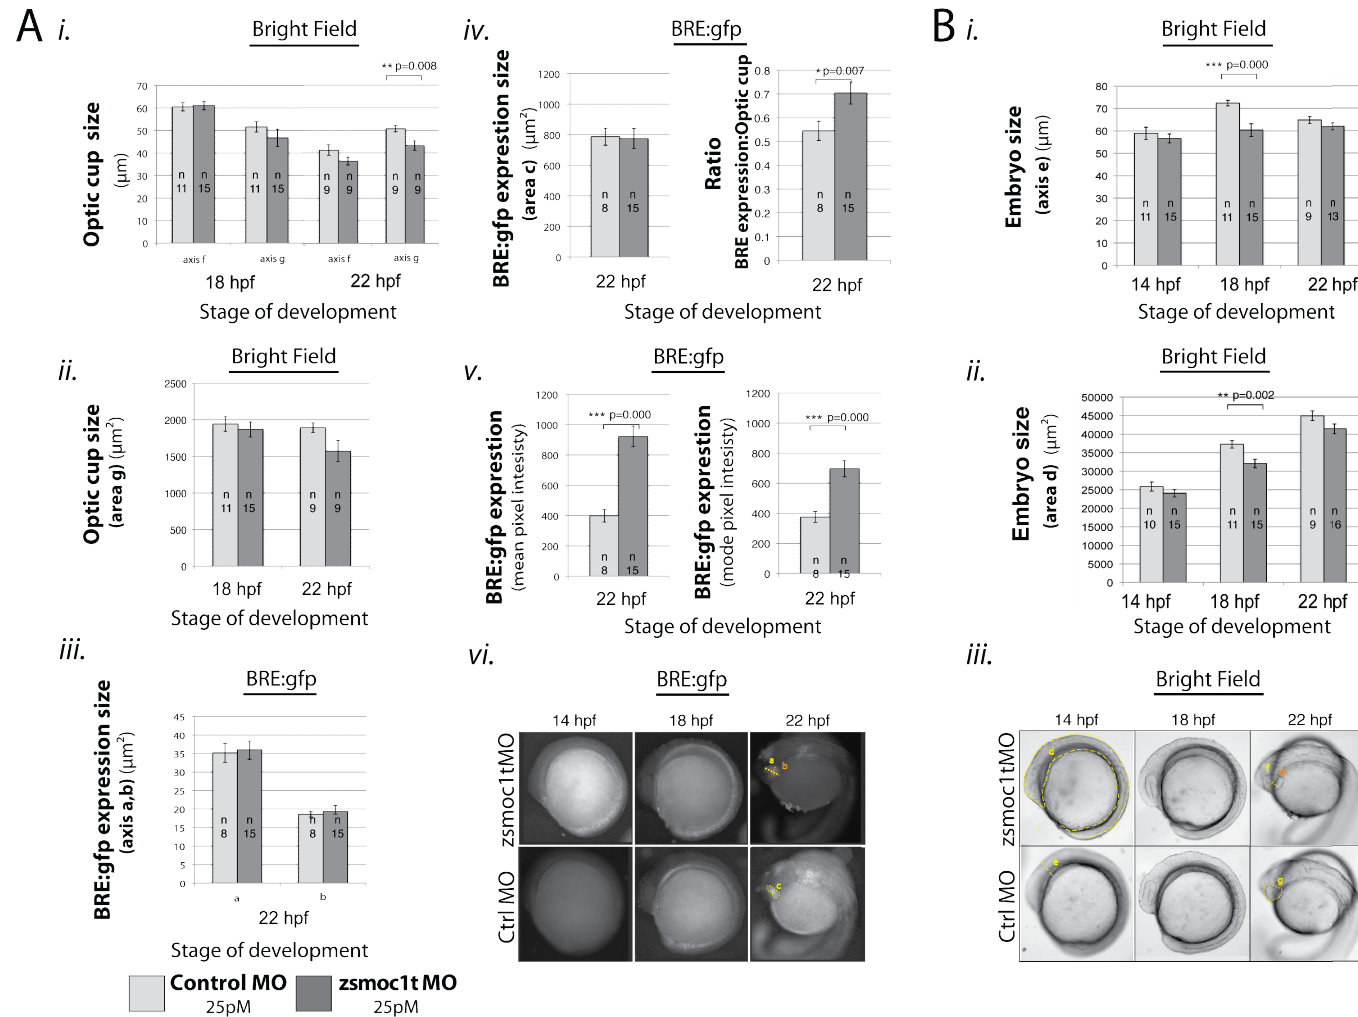 A
i.
Bright Field
** p=0.008
Optic cup size
(µm)
70
60
50
40
30
20
10
0
n 11
n 15
n 11
n 15
n 9
n 9
n 9
n 9
axis f
axis g
axis f
axis g
18 hpf
22 hpf
Stage of development
ii.
Bright Field
Optic cup size
(area g) (µm²)
2500
2000
1500
1000
500
0
n 11
n 15
n 9
n 9
18 hpf
22 hpf
Stage of development
iii.
BRE:gfp
BRE:gfp expression size
(axis a,b) (µm²)
45
40
35
30
25
20
15
10
5
0
n 8
n 15
n 8
n 15
a
b
22 hpf
Stage of development
Control MO
25pM
zsmoc1t MO
25pM
iv.
BRE:gfp
BRE:gfp exprestion size
(area c) (µm²)
1200
1000
800
600
400
200
0
n 8
n 15
22 hpf
Ratio
BRE expression:Optic cup
* p=0.007
0.8
0.7
0.6
0.5
0.4
0.3
0.2
0.1
0
n 8
n 15
22 hpf
Stage of development
v.
BRE:gfp
BRE:gfp exprestion
(mean pixel intesisty)
1200
1000
800
600
400
200
0
*** p=0.000
n 8
n 15
22 hpf
BRE:gfp exprestion
(mode pixel intesisty)
1200
1000
800
600
400
200
0
*** p=0.000
n 8
n 15
22 hpf
Stage of development
vi.
BRE:gfp
14 hpf
18 hpf
22 hpf
zsmoc1tMO
a
b
Ctrl MO
c
B
i.
Bright Field
*** p=0.000
Embryo size
(axis e) (µm)
80
70
60
50
40
30
20
10
0
n 11
n 15
n 11
n 15
n 9
n 13
14 hpf
18 hpf
22 hpf
Stage of development
ii.
Bright Field
** p=0.002
Embryo size
(area d) (µm²)
50000
45000
40000
35000
30000
25000
20000
15000
10000
5000
0
n 10
n 15
n 11
n 15
n 9
n 16
14 hpf
18 hpf
22 hpf
Stage of development
iii.
Bright Field
14 hpf
18 hpf
22 hpf
zsmoc1tMO
d
f
Ctrl MO
e
g